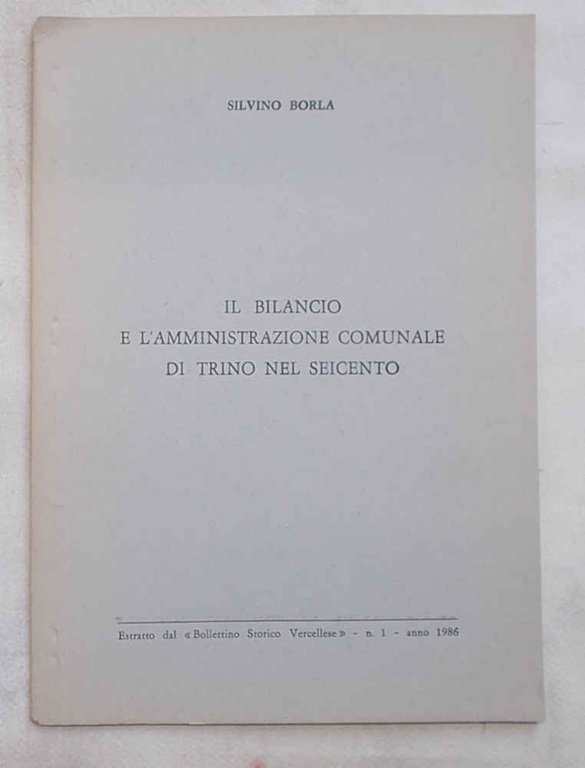 SILVINO BORLA
IL BILANCIO
E L'AMMINISTRAZIONE COMUNALE
DI TRINO NEL SEICENTO
Estratto dal «Bollettino Storico Vercellese» - n. 1 - anno 1986